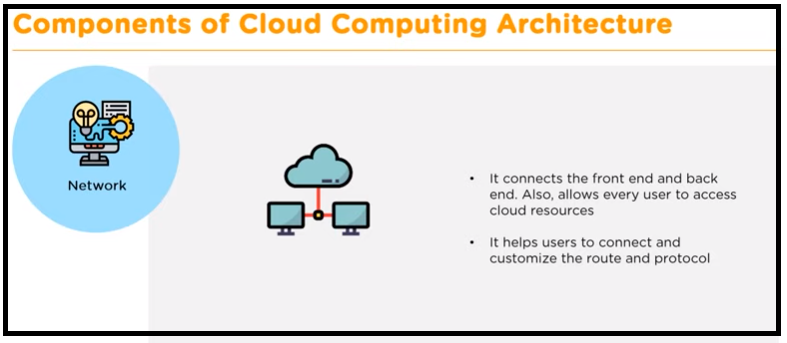 Components of Cloud Computing Architecture
Network
• It connects the front end and back
end. Also, allows every user to access
cloud resources
• It helps users to connect and
customize the route and protocol